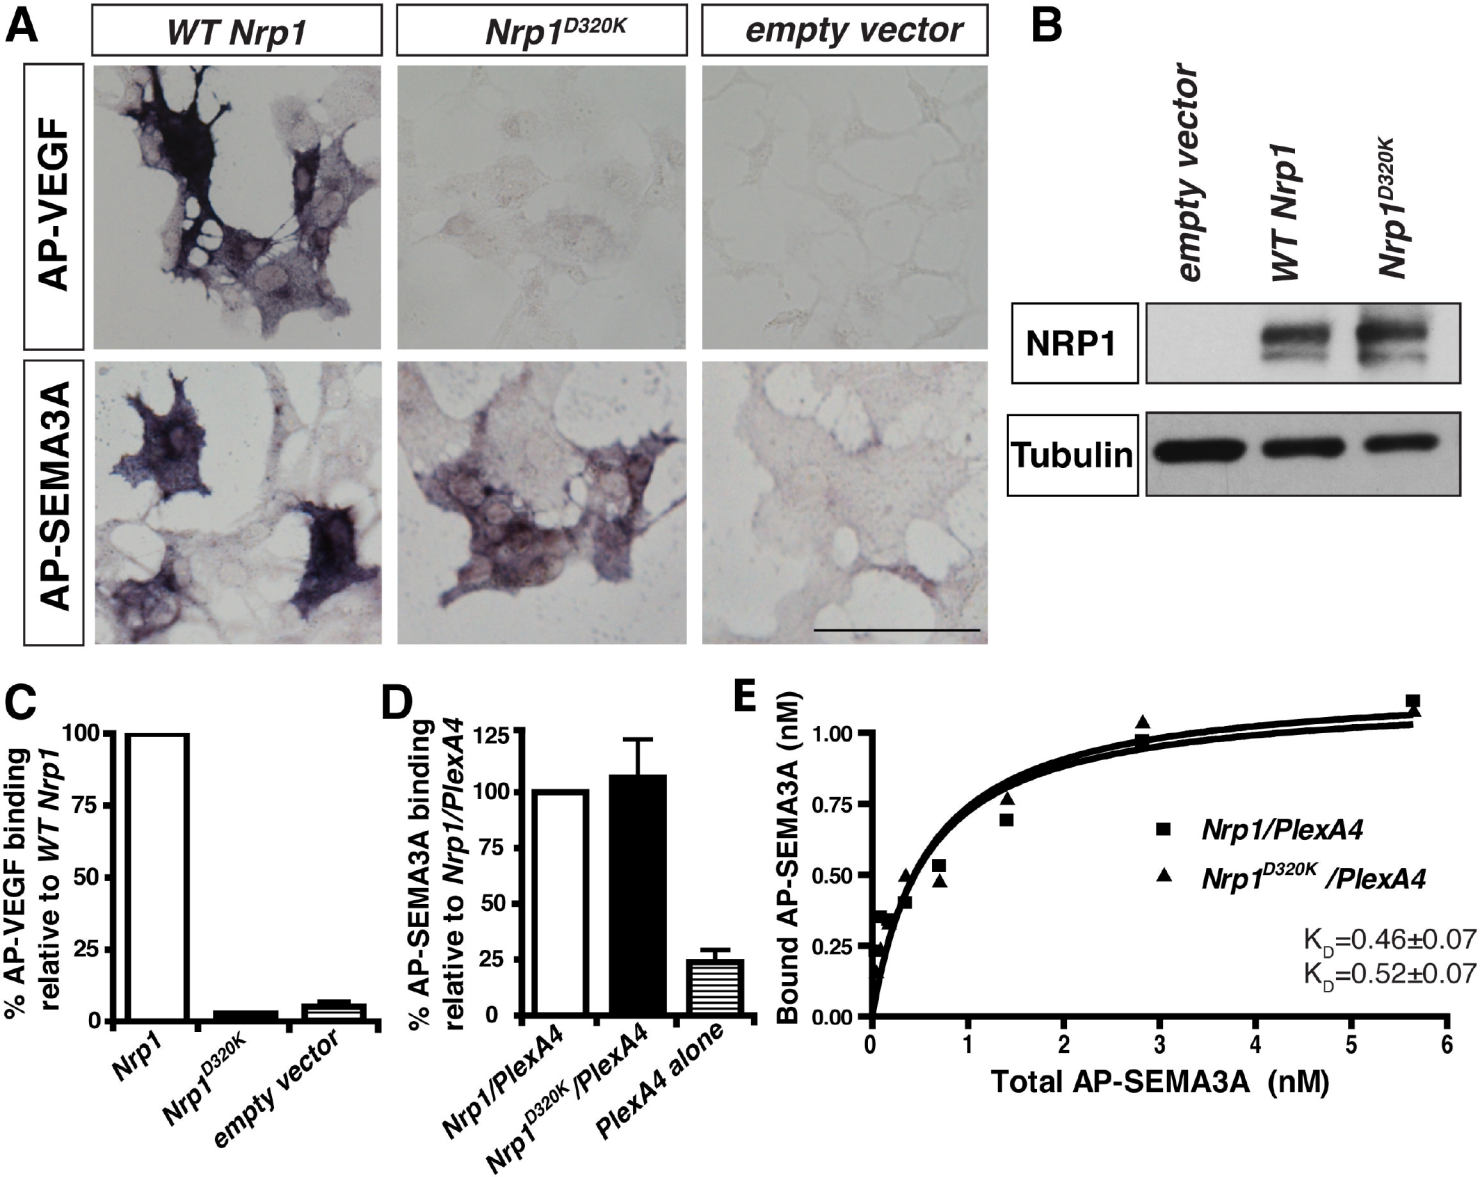 A
WT Nrp1
Nrp1D320K
empty vector
AP-VEGF
AP-SEMA3A
B
empty vector
WT Nrp1
Nrp1D320K
NRP1
Tubulin
C
% AP-VEGF binding
relative to WT Nrp1
100
75
50
25
0
Nrp1
Nrp1D320K
empty vector
D
% AP-SEMA3A binding
relative to Nrp1/PlexA4
125
100
75
50
25
0
Nrp1/PlexA4
Nrp1D320K /PlexA4
PlexA4 alone
E
Bound AP-SEMA3A (nM)
1.00
0.75
0.50
0.25
0.00
0 1 2 3 4 5 6
Total AP-SEMA3A (nM)
Nrp1/PlexA4
Nrp1D320K /PlexA4
KD=0.46±0.07
KD=0.52±0.07